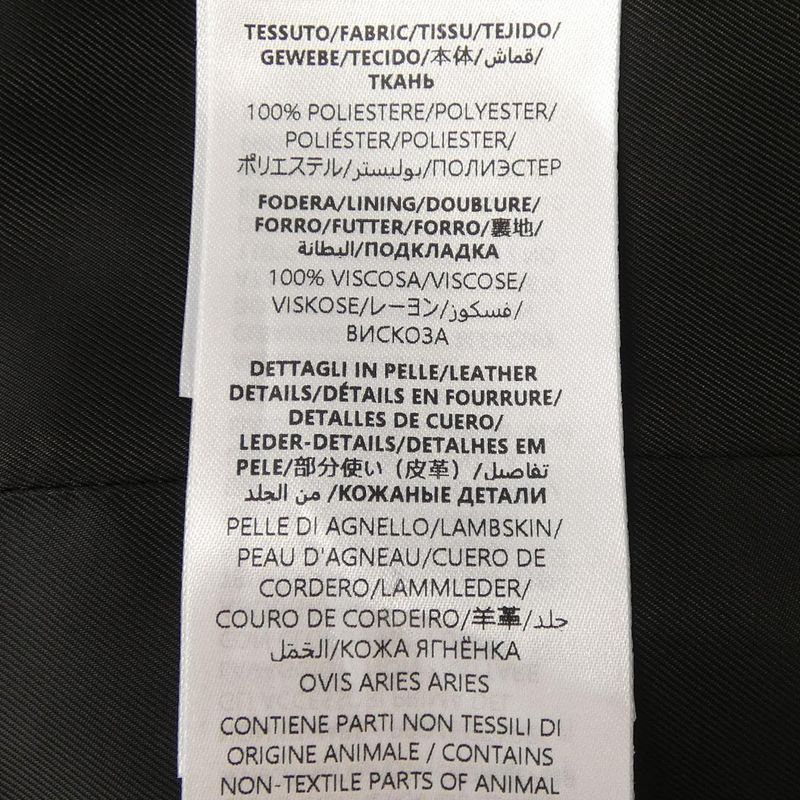 TESSUTO/FABRIC/TISSU/TEJIDO/
GEWEBE/TECIDO/本体/قماش/
ТКАНЬ
100% POLIESTERE/POLYESTER/
POLIÉSTER/POLIESTER/
ポリエステル/بوليستر/ПОЛИЭСТЕР
FODERA/LINING/DOUBLURE/
FORRO/FUTTER/FORRO/裏地/
البطانة/ПОДКЛАДКА
100% VISCOSA/VISCOSE/
VISKOSE/レーヨン/فسكوز/
ВИСКОЗА
DETTAGLI IN PELLE/LEATHER
DETAILS/DÉTAILS EN FOURRURE/
DETALLES DE CUERO/
LEDER-DETAILS/DETALHES EM
PELE/部分使い（皮革）/تفاصيل
من الجلد /КОЖАНЫЕ ДЕТАЛИ
PELLE DI AGNELLO/LAMBSKIN/
PEAU D'AGNEAU/CUERO DE
CORDERO/LAMMLEDER/
COURO DE CORDEIRO/羊革/جلد
الحَمَل/КОЖА ЯГНЁНКА
OVIS ARIES ARIES
CONTIENE PARTI NON TESSILI DI
ORIGINE ANIMALE / CONTAINS
NON-TEXTILE PARTS OF ANIMAL